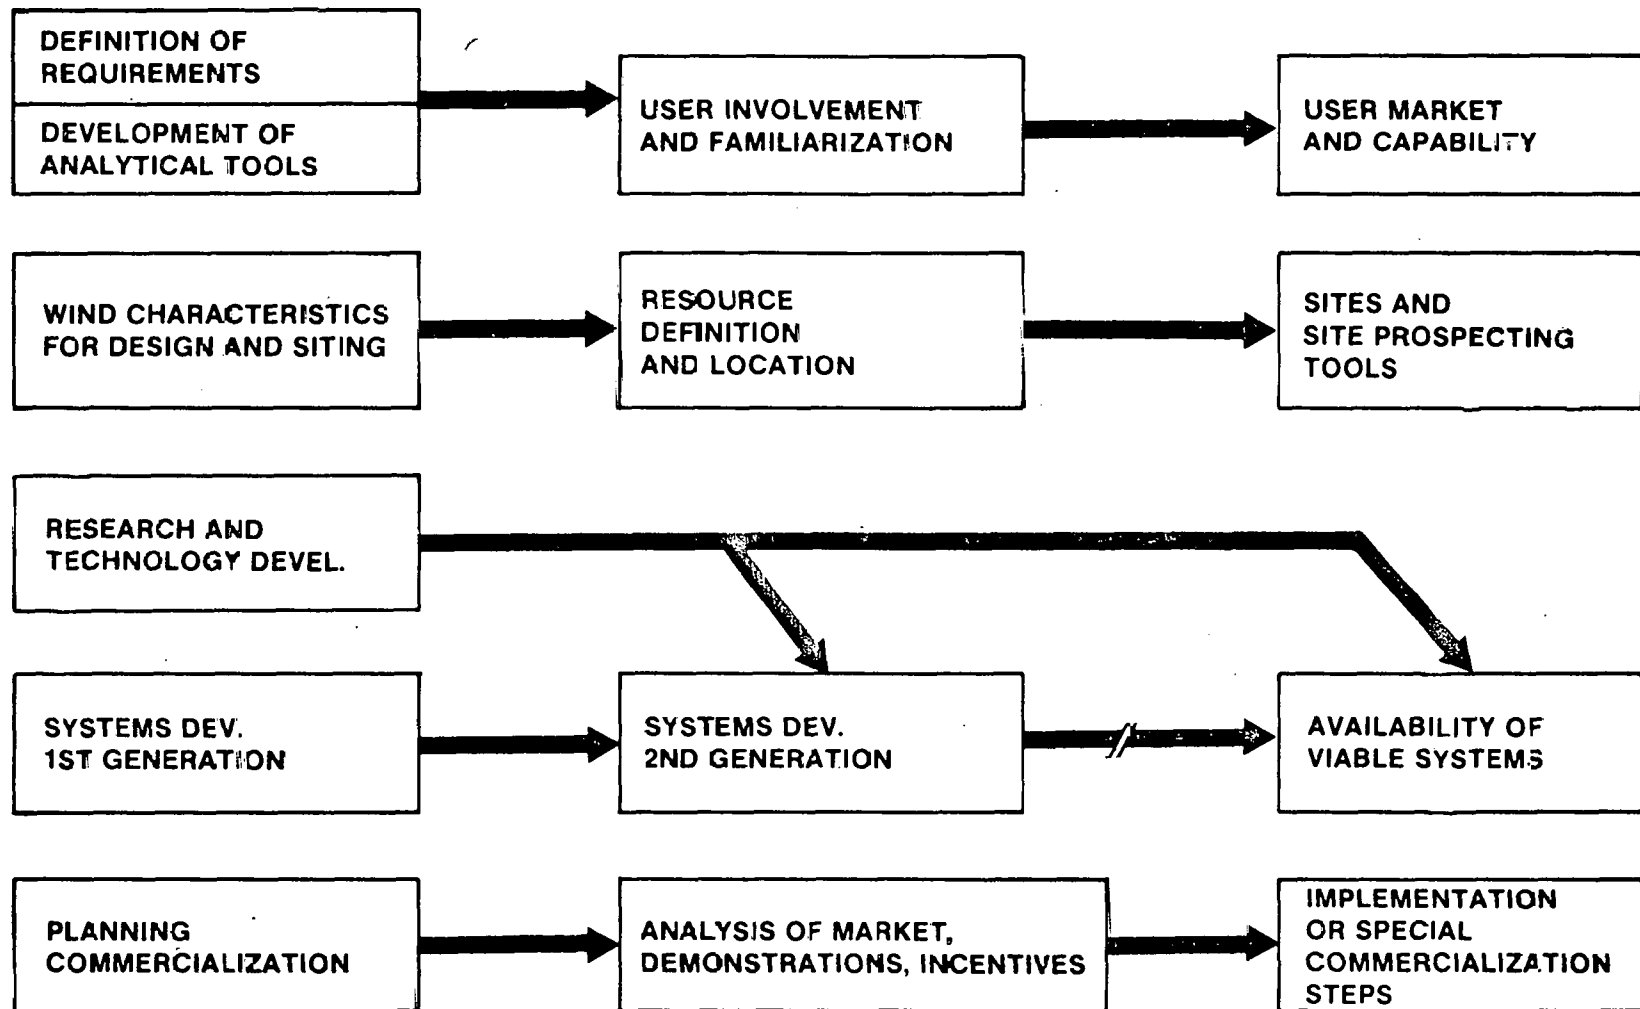 DEFINITION OF
REQUIREMENTS
DEVELOPMENT OF
ANALYTICAL TOOLS
USER INVOLVEMENT
AND FAMILIARIZATION
USER MARKET
AND CAPABILITY
WIND CHARACTERISTICS
FOR DESIGN AND SITING
RESOURCE
DEFINITION
AND LOCATION
SITES AND
SITE PROSPECTING
TOOLS
RESEARCH AND
TECHNOLOGY DEVEL.
SYSTEMS DEV.
1ST GENERATION
SYSTEMS DEV.
2ND GENERATION
AVAILABILITY OF
VIABLE SYSTEMS
PLANNING
COMMERCIALIZATION
ANALYSIS OF MARKET,
DEMONSTRATIONS, INCENTIVES
IMPLEMENTATION
OR SPECIAL
COMMERCIALIZATION
STEPS